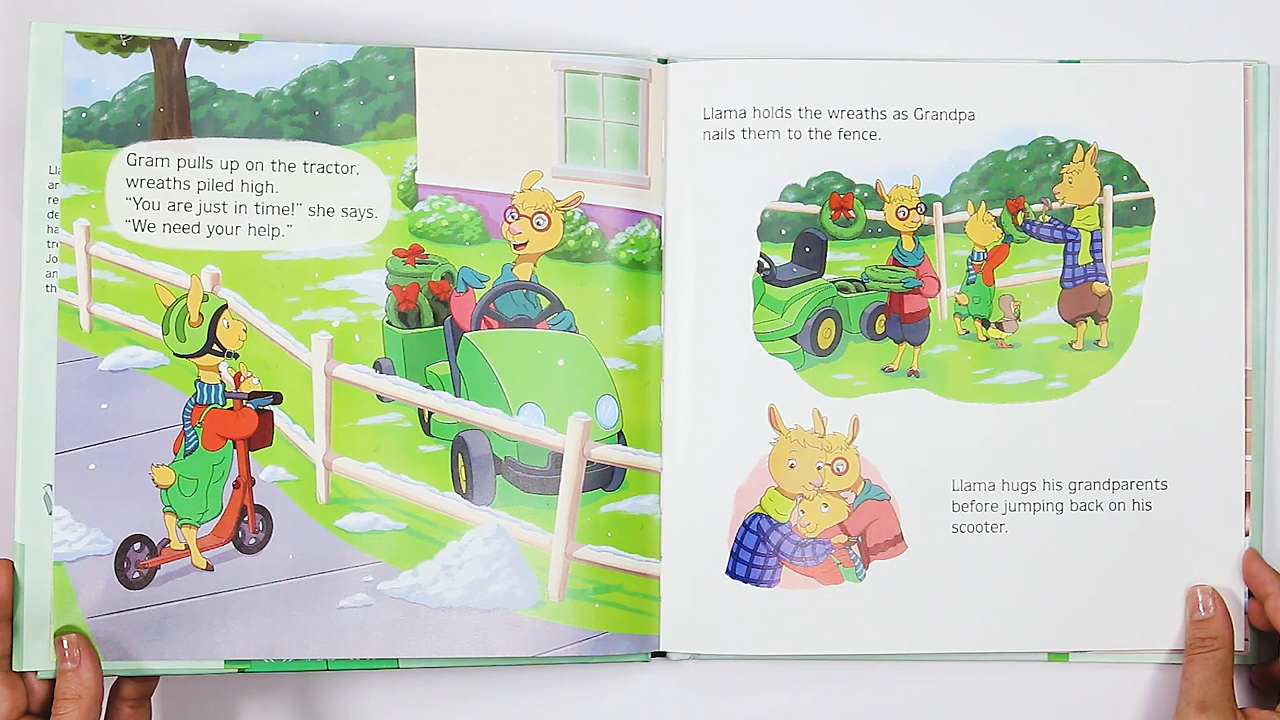 Gram pulls up on the tractor,
wreaths piled high.
“You are just in time!” she says.
“We need your help.”
Llama holds the wreaths as Grandpa
nails them to the fence.
Llama hugs his grandparents
before jumping back on his
scooter.